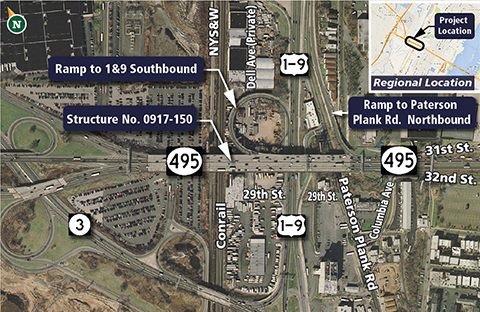 N
NYS&W
Dell Ave. (Private)
Project
Location
Regional Location
Ramp to 1&9 Southbound
1-9
Ramp to Paterson
Plank Rd. Northbound
Structure No. 0917-150
495
495
31st St.
32nd St.
29th St.
29th St.
Columbia Ave
Paterson Plank Rd
Conrail
1-9
3